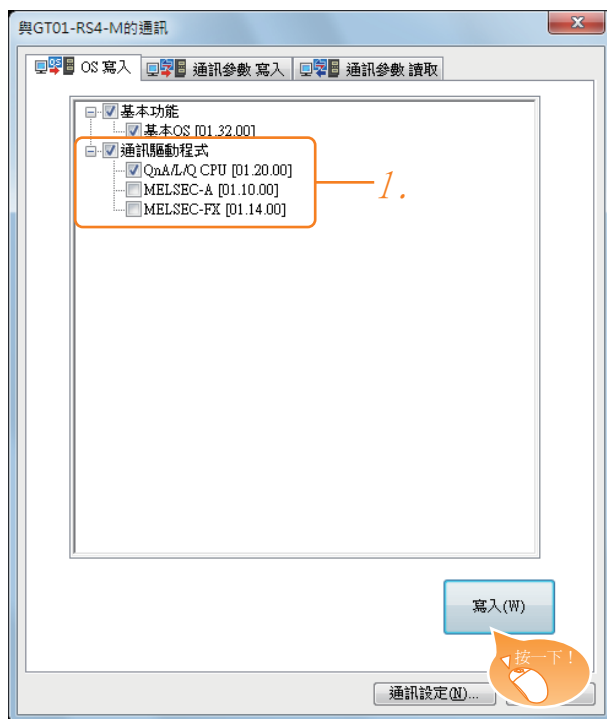 與GT01-RS4-M的通訊
OS 寫入 通訊參數 寫入 通訊參數 讀取
基本功能
基本OS [01.32.00]
通訊驅動程式
QnA/L/Q CPU [01.20.00]
MELSEC-A [01.10.00]
MELSEC-FX [01.14.00]
1.
寫入(W)
按一下！
通訊設定(N)...